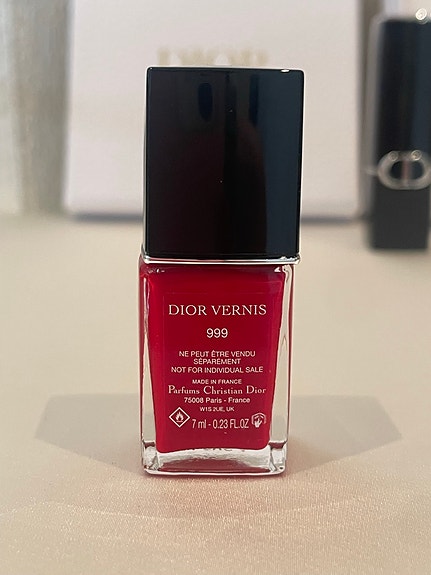 DIOR
DIOR VERNIS
999
NE PEUT ÊTRE VENDU
SÉPARÉMENT
NOT FOR INDIVIDUAL SALE
MADE IN FRANCE
Parfums Christian Dior
75008 Paris - France
W1S 2UE, UK
7 ml - 0.23 FL.OZ